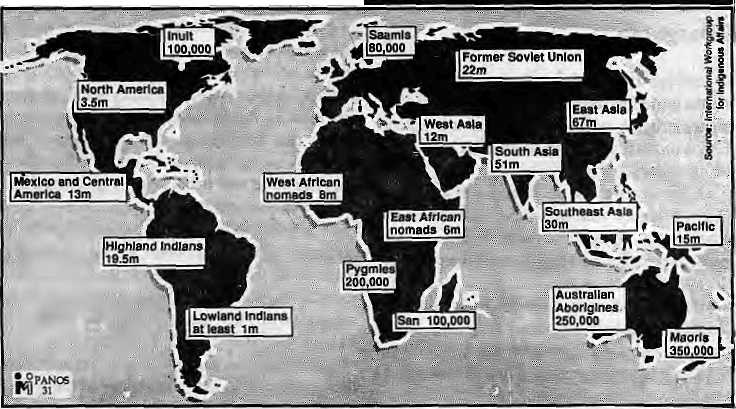 Inuit
100,000
Saamis
80,000
Former Soviet Union
22m
North America
3.5m
East Asia
67m
West Asia
12m
South Asia
51m
Mexico and Central
America 13m
West African
nomads 8m
East African
nomads 6m
Southeast Asia
30m
Pacific
15m
Highland Indians
19.5m
Pygmies
200,000
Lowland Indians
at least 1m
San 100,000
Australian
Aborigines
250,000
Maoris
350,000
PANOS
31
Source: International Workgroup
for Indigenous Affairs